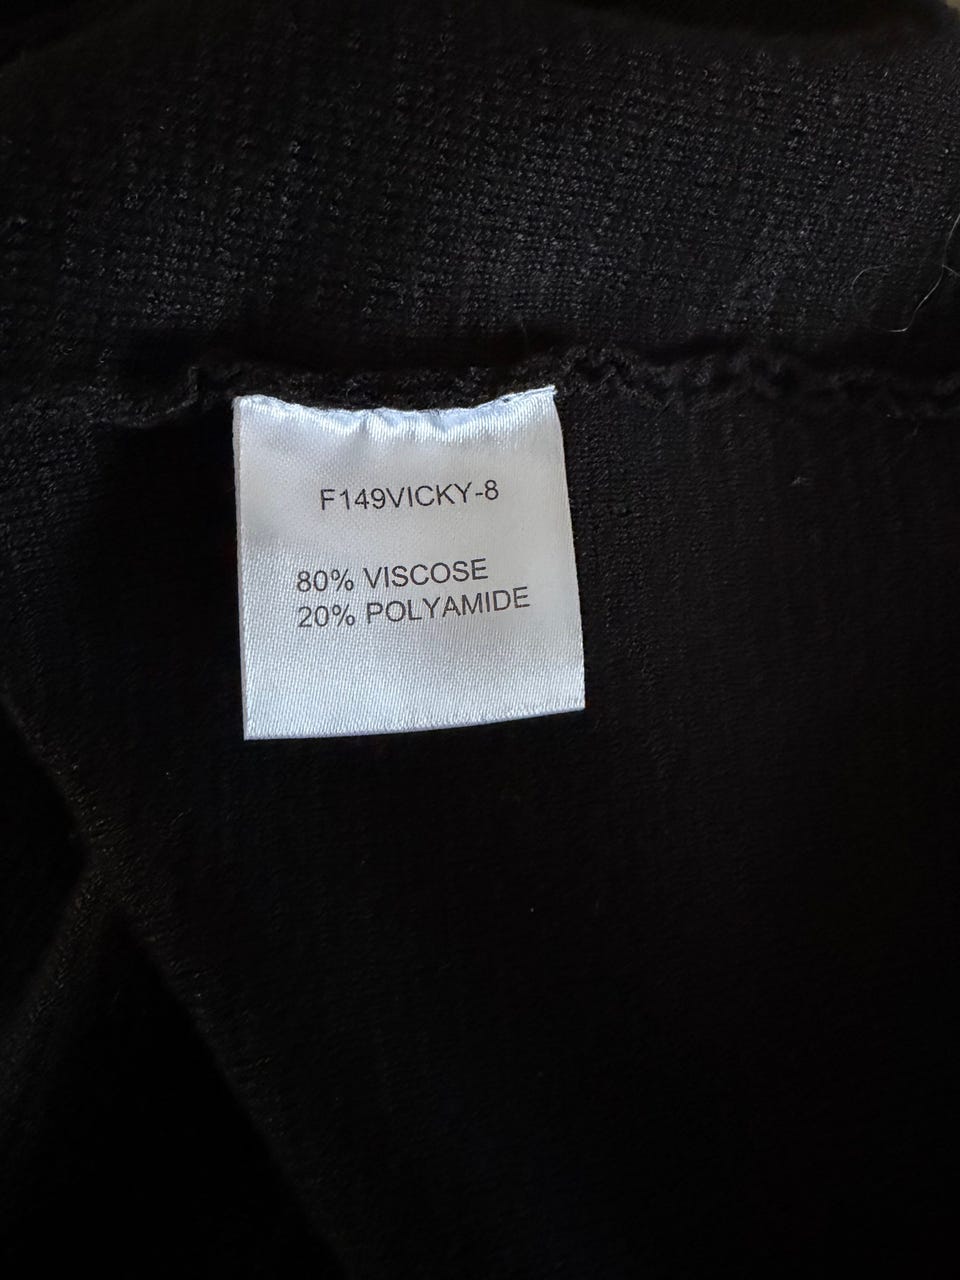 F149VICKY-8
80% VISCOSE
20% POLYAMIDE